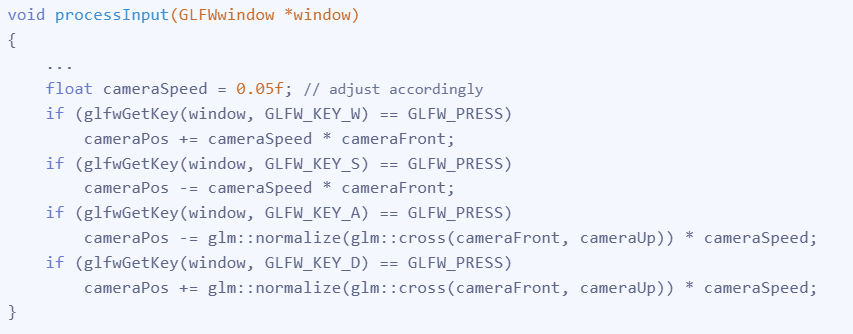 void processInput(GLFWwindow *window)
{
    ...
    float cameraSpeed = 0.05f; // adjust accordingly
    if (glfwGetKey(window, GLFW_KEY_W) == GLFW_PRESS)
        cameraPos += cameraSpeed * cameraFront;
    if (glfwGetKey(window, GLFW_KEY_S) == GLFW_PRESS)
        cameraPos -= cameraSpeed * cameraFront;
    if (glfwGetKey(window, GLFW_KEY_A) == GLFW_PRESS)
        cameraPos -= glm::normalize(glm::cross(cameraFront, cameraUp)) * cameraSpeed;
    if (glfwGetKey(window, GLFW_KEY_D) == GLFW_PRESS)
        cameraPos += glm::normalize(glm::cross(cameraFront, cameraUp)) * cameraSpeed;
}